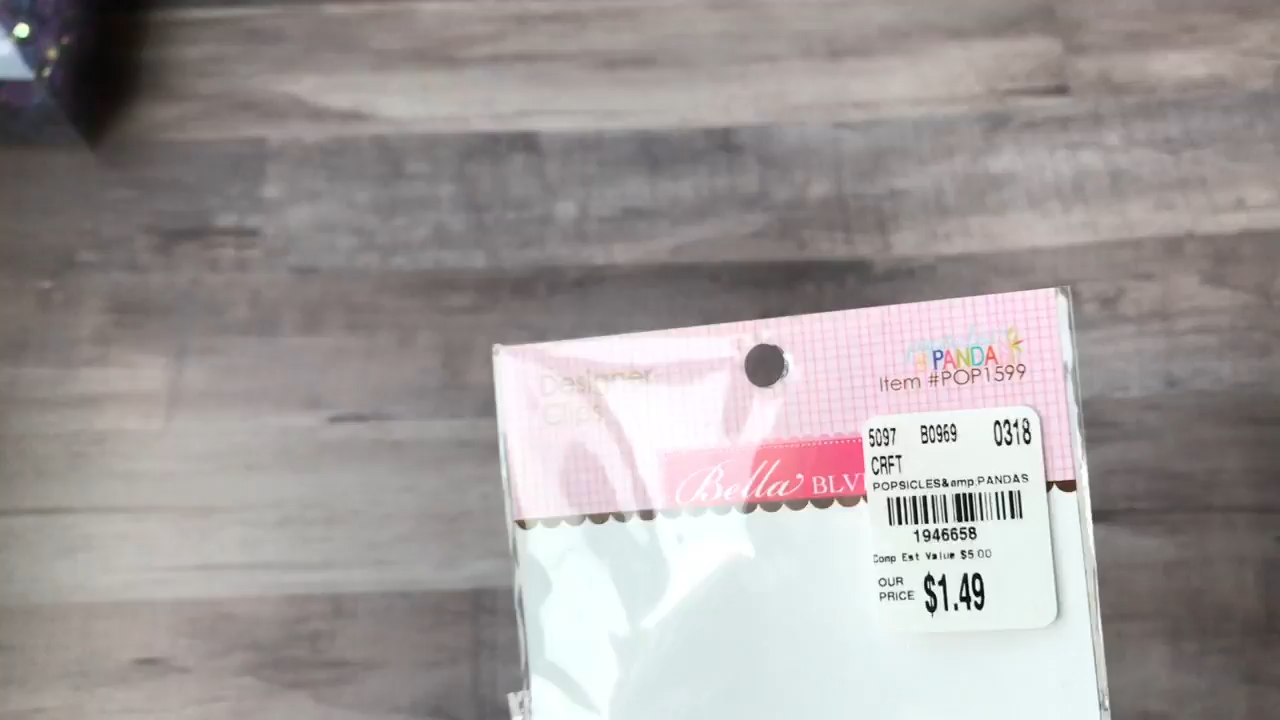 Designer
Clips
PANDA
Item #POP1599
Bella BLV
5097 B0969 0318
CRFT
POPSICLES&amp;PANDAS
1946658
Comp Est Value $5.00
OUR
PRICE $1.49